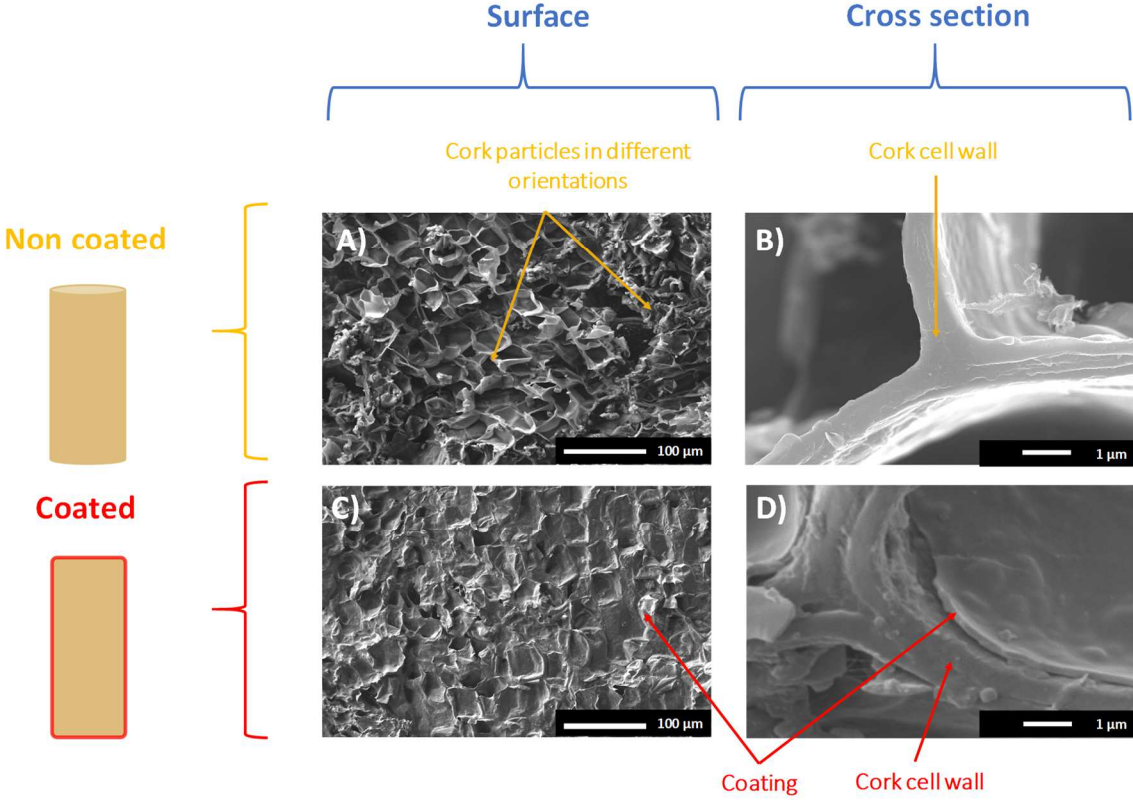 Surface
Cross section
Cork particles in different
orientations
Cork cell wall
Non coated
A)
B)
100 µm
1 µm
Coated
C)
D)
100 µm
1 µm
Coating
Cork cell wall